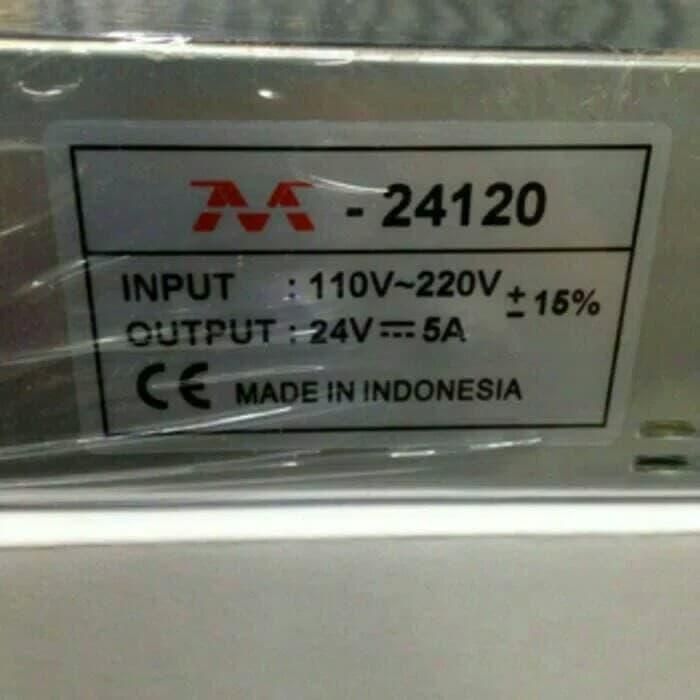 - 24120
INPUT : 110V~220V ± 15%
OUTPUT : 24V⎓5A
CE MADE IN INDONESIA